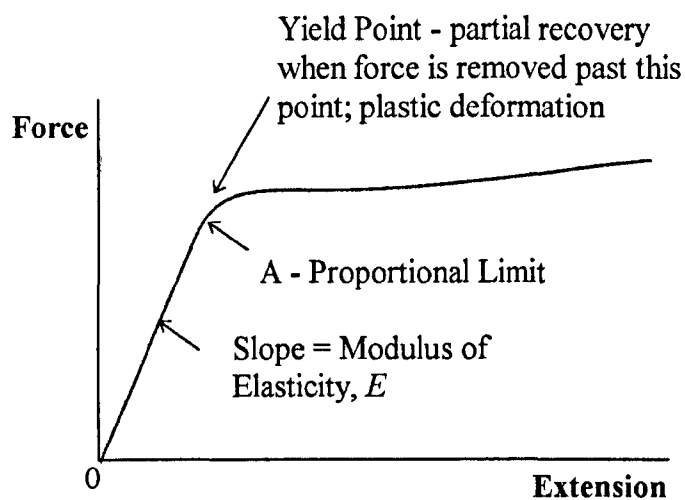 Yield Point - partial recovery
when force is removed past this
point; plastic deformation
Force
A - Proportional Limit
Slope = Modulus of
Elasticity, E
0
Extension